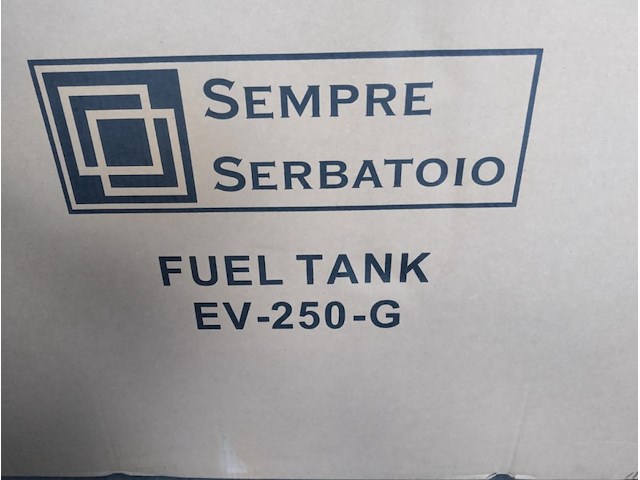 SEMPRE
SERBATOIO
FUEL TANK
EV-250-G